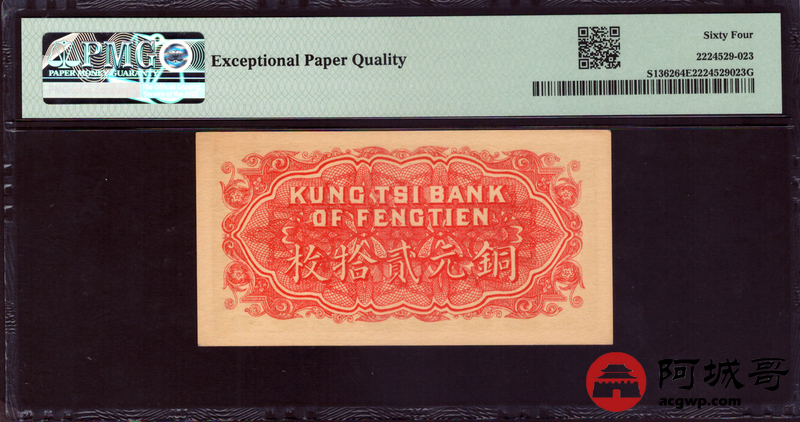 PMG
PAPER MONEY GUARANTY
Exceptional Paper Quality
Sixty Four
2224529-023
S136264E2224529023G
KUNG TSI BANK
OF FENGTIEN
枚拾貳元銅
阿城哥
acgwp.com